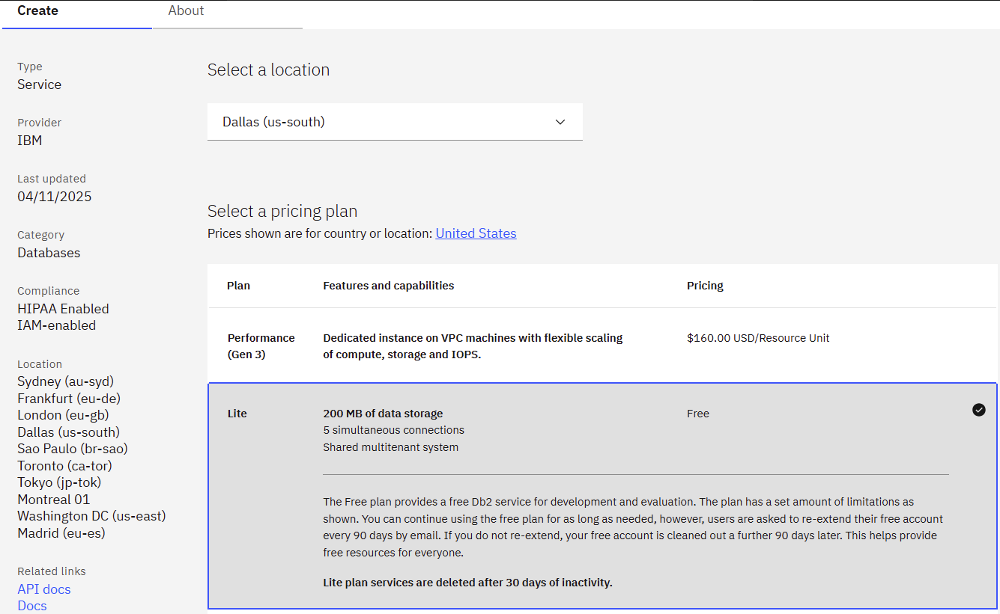 Create
About
Type
Service
Provider
IBM
Last updated
04/11/2025
Category
Databases
Compliance
HIPAA Enabled
IAM-enabled
Location
Sydney (au-syd)
Frankfurt (eu-de)
London (eu-gb)
Dallas (us-south)
Sao Paulo (br-sao)
Toronto (ca-tor)
Tokyo (jp-tok)
Montreal 01
Washington DC (us-east)
Madrid (eu-es)
Related links
API docs
Docs
Select a location
Dallas (us-south)
Select a pricing plan
Prices shown are for country or location: United States
Plan
Features and capabilities
Pricing
Performance
(Gen 3)
Dedicated instance on VPC machines with flexible scaling
of compute, storage and IOPS.
$160.00 USD/Resource Unit
Lite
200 MB of data storage
5 simultaneous connections
Shared multitenant system
Free
The Free plan provides a free Db2 service for development and evaluation. The plan has a set amount of limitations as
shown. You can continue using the free plan for as long as needed, however, users are asked to re-extend their free account
every 90 days by email. If you do not re-extend, your free account is cleaned out a further 90 days later. This helps provide
free resources for everyone.
Lite plan services are deleted after 30 days of inactivity.